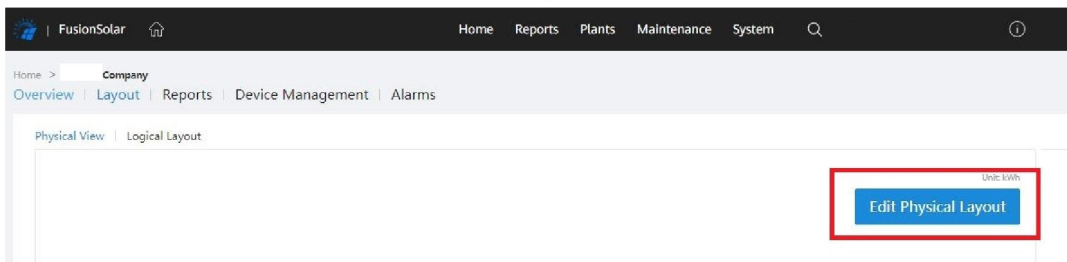 | FusionSolar Home Reports Plants Maintenance System
Home > Company
Overview | Layout | Reports | Device Management | Alarms
Physical View | Logical Layout
Unit: kWh
Edit Physical Layout